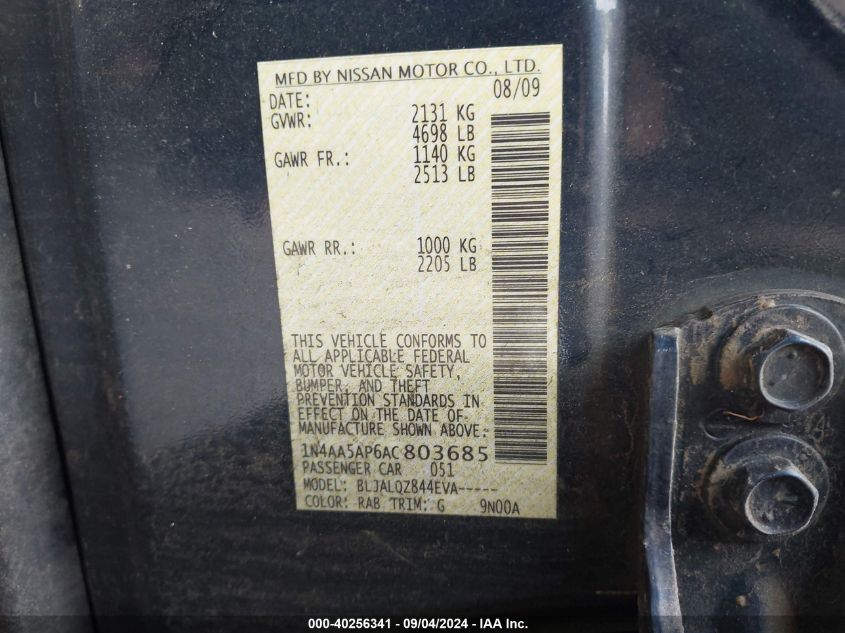 MFD BY NISSAN MOTOR CO., LTD.
DATE: 08/09
GVWR: 2131 KG
4698 LB
GAWR FR.: 1140 KG
2513 LB
GAWR RR.: 1000 KG
2205 LB
THIS VEHICLE CONFORMS TO
ALL APPLICABLE FEDERAL
MOTOR VEHICLE SAFETY,
BUMPER, AND THEFT
PREVENTION STANDARDS IN
EFFECT ON THE DATE OF
MANUFACTURE SHOWN ABOVE:
1N4AA5AP6AC803685
PASSENGER CAR 051
MODEL: BLJALQZ844EVA-----
COLOR: RAB TRIM: G 9N00A
000-40256341 - 09/04/2024 - IAA Inc.